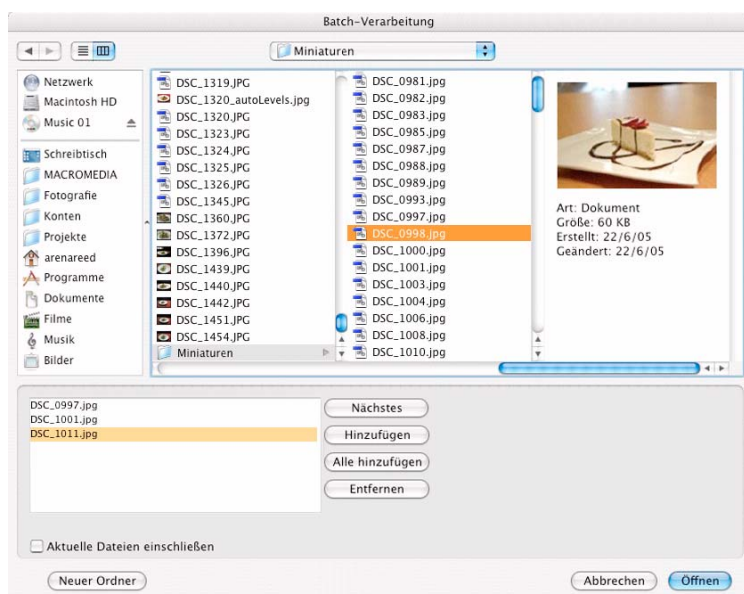 Batch-Verarbeitung
Miniaturen
Netzwerk
Macintosh HD
Music 01
Schreibtisch
MACROMEDIA
Fotografie
Konten
Projekte
arenareed
Programme
Dokumente
Filme
Musik
Bilder
DSC_1319.JPG
DSC_1320_autoLevels.jpg
DSC_1320.JPG
DSC_1323.JPG
DSC_1324.JPG
DSC_1325.JPG
DSC_1326.JPG
DSC_1345.JPG
DSC_1360.JPG
DSC_1372.JPG
DSC_1396.JPG
DSC_1439.JPG
DSC_1440.JPG
DSC_1442.JPG
DSC_1451.JPG
DSC_1454.JPG
Miniaturen
DSC_0981.jpg
DSC_0982.jpg
DSC_0983.jpg
DSC_0985.jpg
DSC_0987.jpg
DSC_0988.jpg
DSC_0989.jpg
DSC_0993.jpg
DSC_0997.jpg
DSC_0998.jpg
DSC_1000.jpg
DSC_1001.jpg
DSC_1003.jpg
DSC_1004.jpg
DSC_1006.jpg
DSC_1008.jpg
DSC_1010.jpg
Art: Dokument
Größe: 60 KB
Erstellt: 22/6/05
Geändert: 22/6/05
DSC_0997.jpg
DSC_1001.jpg
DSC_1011.jpg
Nächstes
Hinzufügen
Alle hinzufügen
Entfernen
Aktuelle Dateien einschließen
Neuer Ordner
Abbrechen
Öffnen